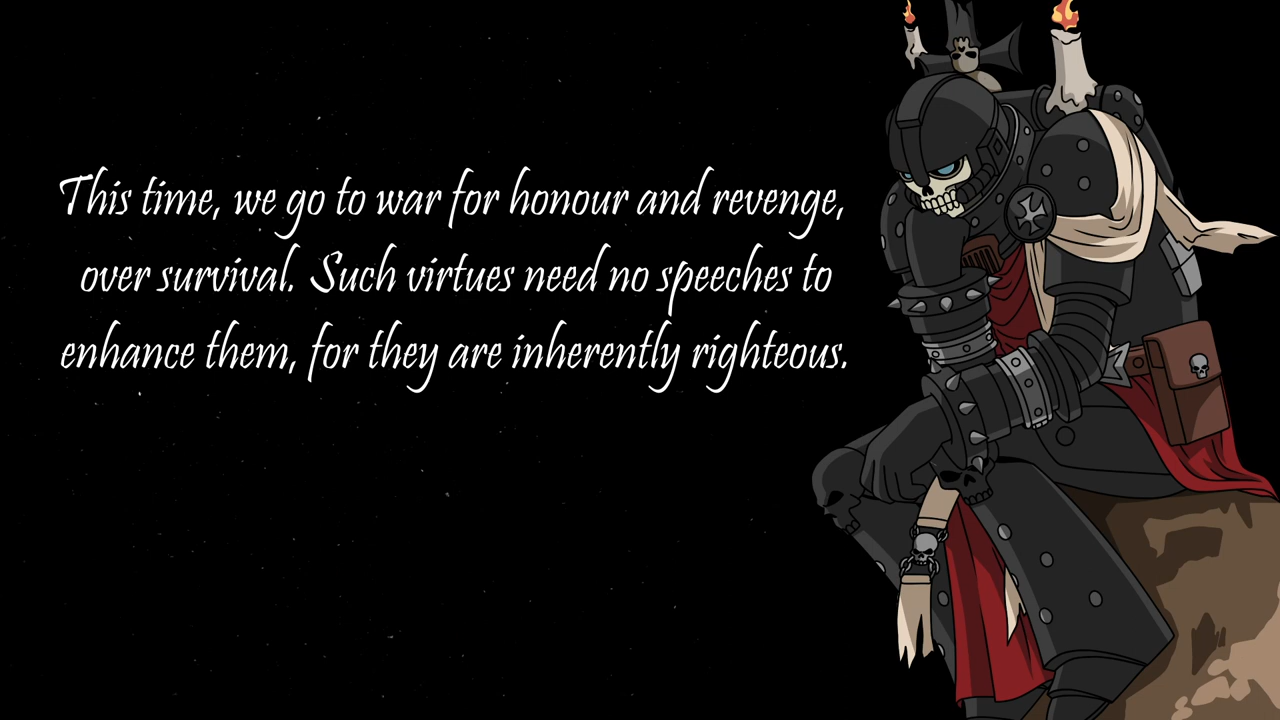 This time, we go to war for honour and revenge,
over survival. Such virtues need no speeches to
enhance them, for they are inherently righteous.